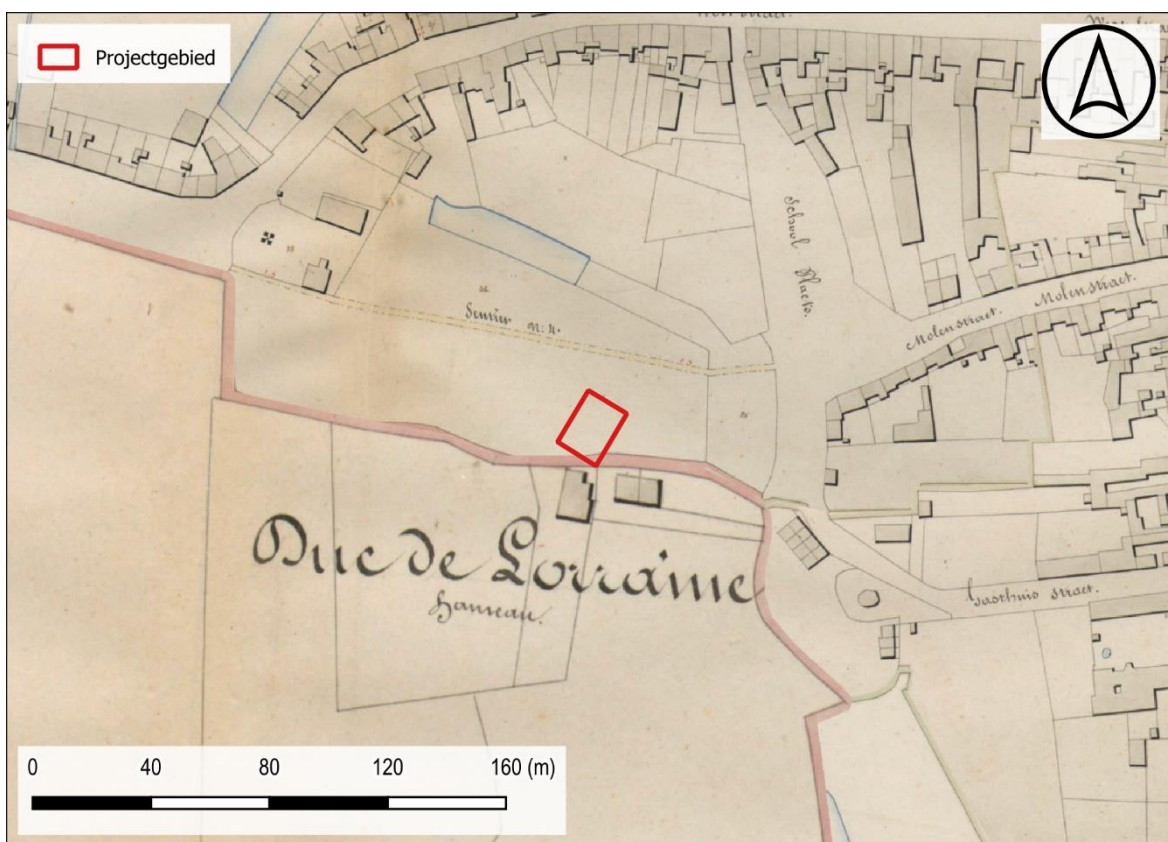 Projectgebied
School Plaets.
Molenstraet.
Molenstraet.
Sentier N: 4.
Duc de Lorraine
hameau.
Gasthuis straet.
0 40 80 120 160 (m)